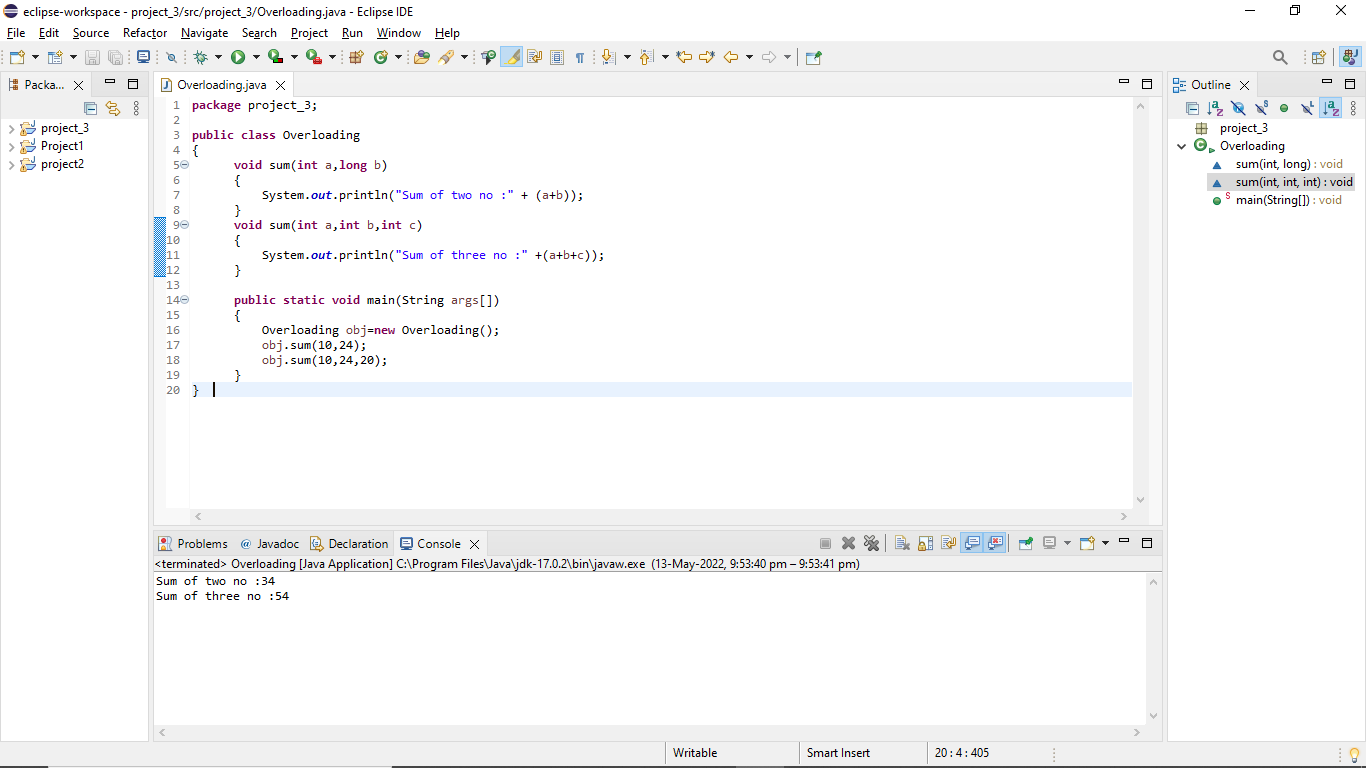 eclipse-workspace - project_3/src/project_3/Overloading.java - Eclipse IDE
File Edit Source Refactor Navigate Search Project Run Window Help
Packa...
project_3
Project1
project2
Overloading.java
1 package project_3;
2
3 public class Overloading
4 {
5 void sum(int a,long b)
6 {
7 System.out.println("Sum of two no :" + (a+b));
8 }
9 void sum(int a,int b,int c)
10 {
11 System.out.println("Sum of three no :" +(a+b+c));
12 }
13
14 public static void main(String args[])
15 {
16 Overloading obj=new Overloading();
17 obj.sum(10,24);
18 obj.sum(10,24,20);
19 }
20 }
Outline
project_3
Overloading
sum(int, long) : void
sum(int, int, int) : void
main(String[]) : void
Problems @ Javadoc Declaration Console
<terminated> Overloading [Java Application] C:\Program Files\Java\jdk-17.0.2\bin\javaw.exe (13-May-2022, 9:53:40 pm – 9:53:41 pm)
Sum of two no :34
Sum of three no :54
Writable Smart Insert 20 : 4 : 405